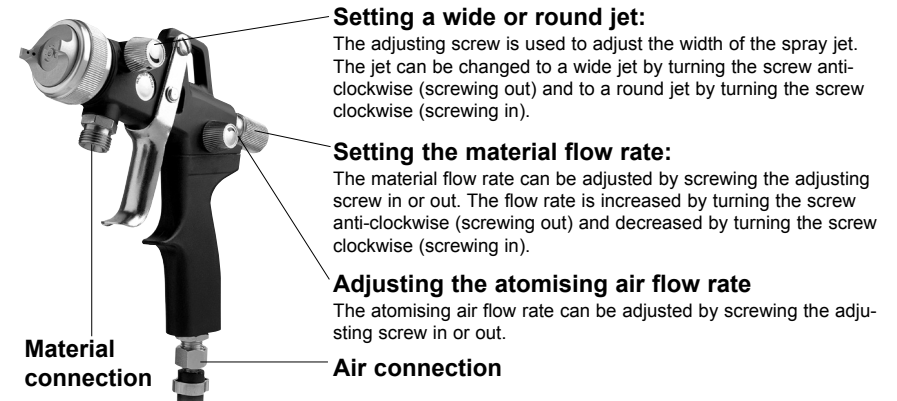 Setting a wide or round jet:
The adjusting screw is used to adjust the width of the spray jet.
The jet can be changed to a wide jet by turning the screw anti-
clockwise (screwing out) and to a round jet by turning the screw
clockwise (screwing in).
Setting the material flow rate:
The material flow rate can be adjusted by screwing the adjusting
screw in or out. The flow rate is increased by turning the screw
anti-clockwise (screwing out) and decreased by turning the screw
clockwise (screwing in).
Adjusting the atomising air flow rate
The atomising air flow rate can be adjusted by screwing the adju-
sting screw in or out.
Air connection
Material
connection